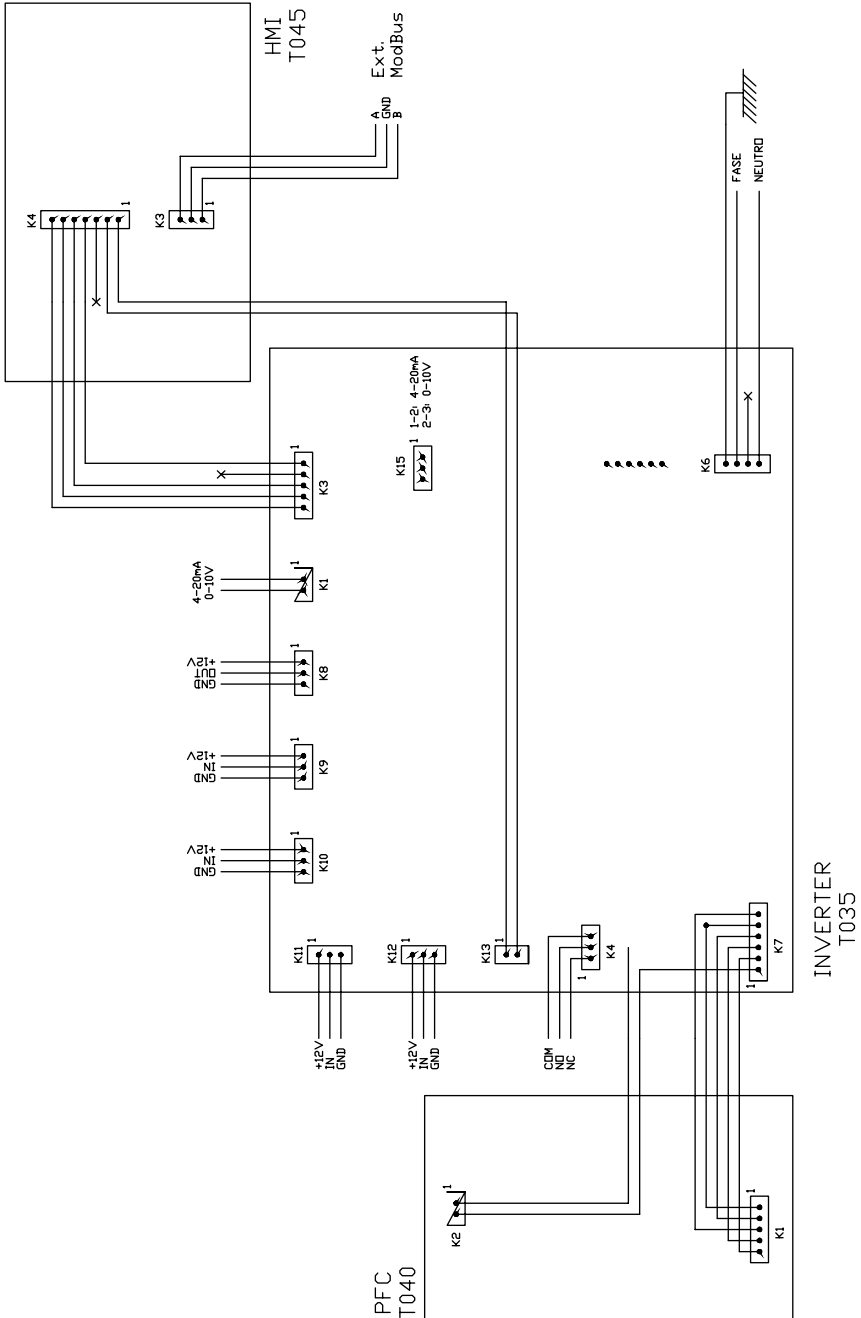 HMI
T045
Ext.
ModBus
A
GND
B
K4
1
K3
1
FASE
NEUTRO
1
K3
K15
1
1-2: 4-20mA
2-3: 0-10V
K6
4-20mA
0-10V
1
K1
+12V
OUT
GND
1
K8
+12V
IN
GND
1
K9
+12V
IN
GND
1
K10
K11
1
+12V
IN
GND
K12
1
+12V
IN
GND
K13
1
K4
1
COM
NO
NC
K7
1
INVERTER
T035
K2
1
K1
1
PFC
T040